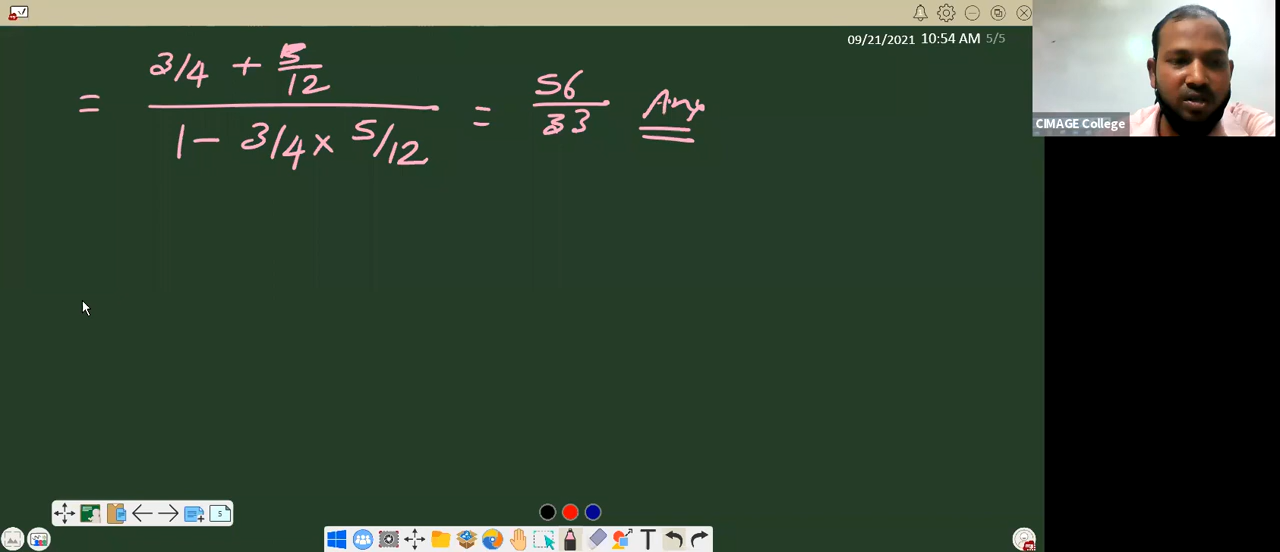 09/21/2021 10:54 AM 5/5
= (3/4 + 5/12) / (1 - 3/4 × 5/12) = 56/33 Ans
CIMAGE College
5
T